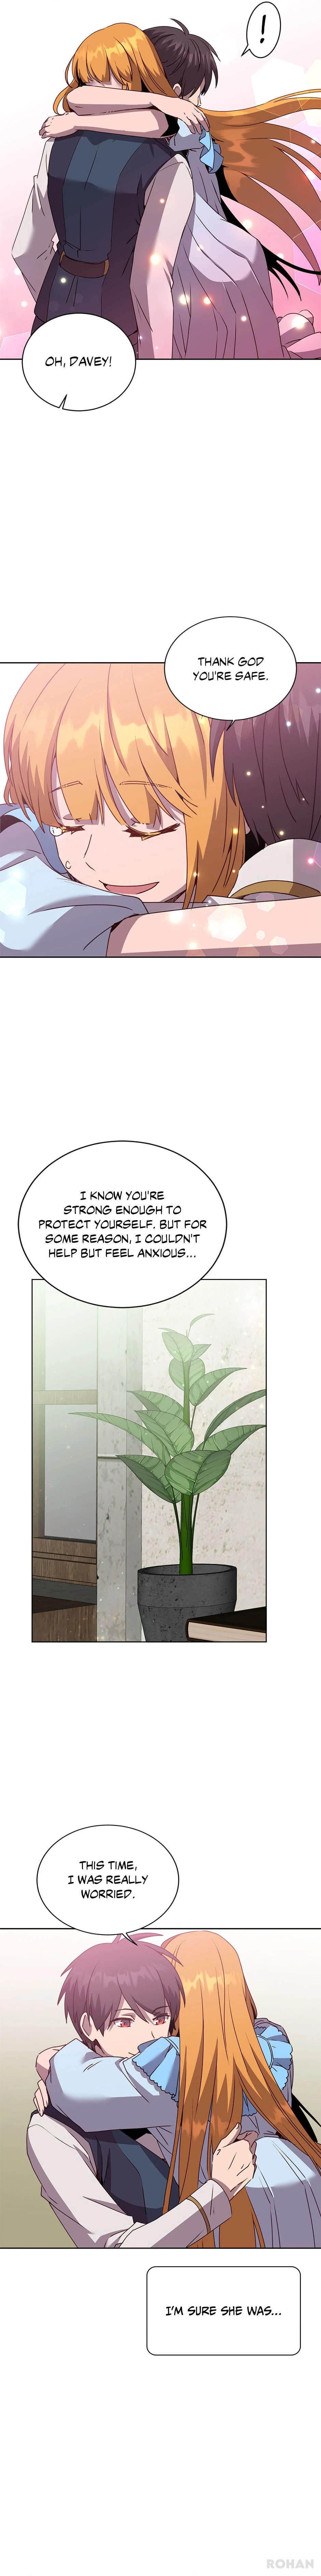 !
OH, DAVEY!
THANK GOD
YOU'RE SAFE.
I KNOW YOU'RE
STRONG ENOUGH TO
PROTECT YOURSELF. BUT FOR
SOME REASON, I COULDN'T
HELP BUT FEEL ANXIOUS...
THIS TIME,
I WAS REALLY
WORRIED.
I'M SURE SHE WAS...
ROHAN